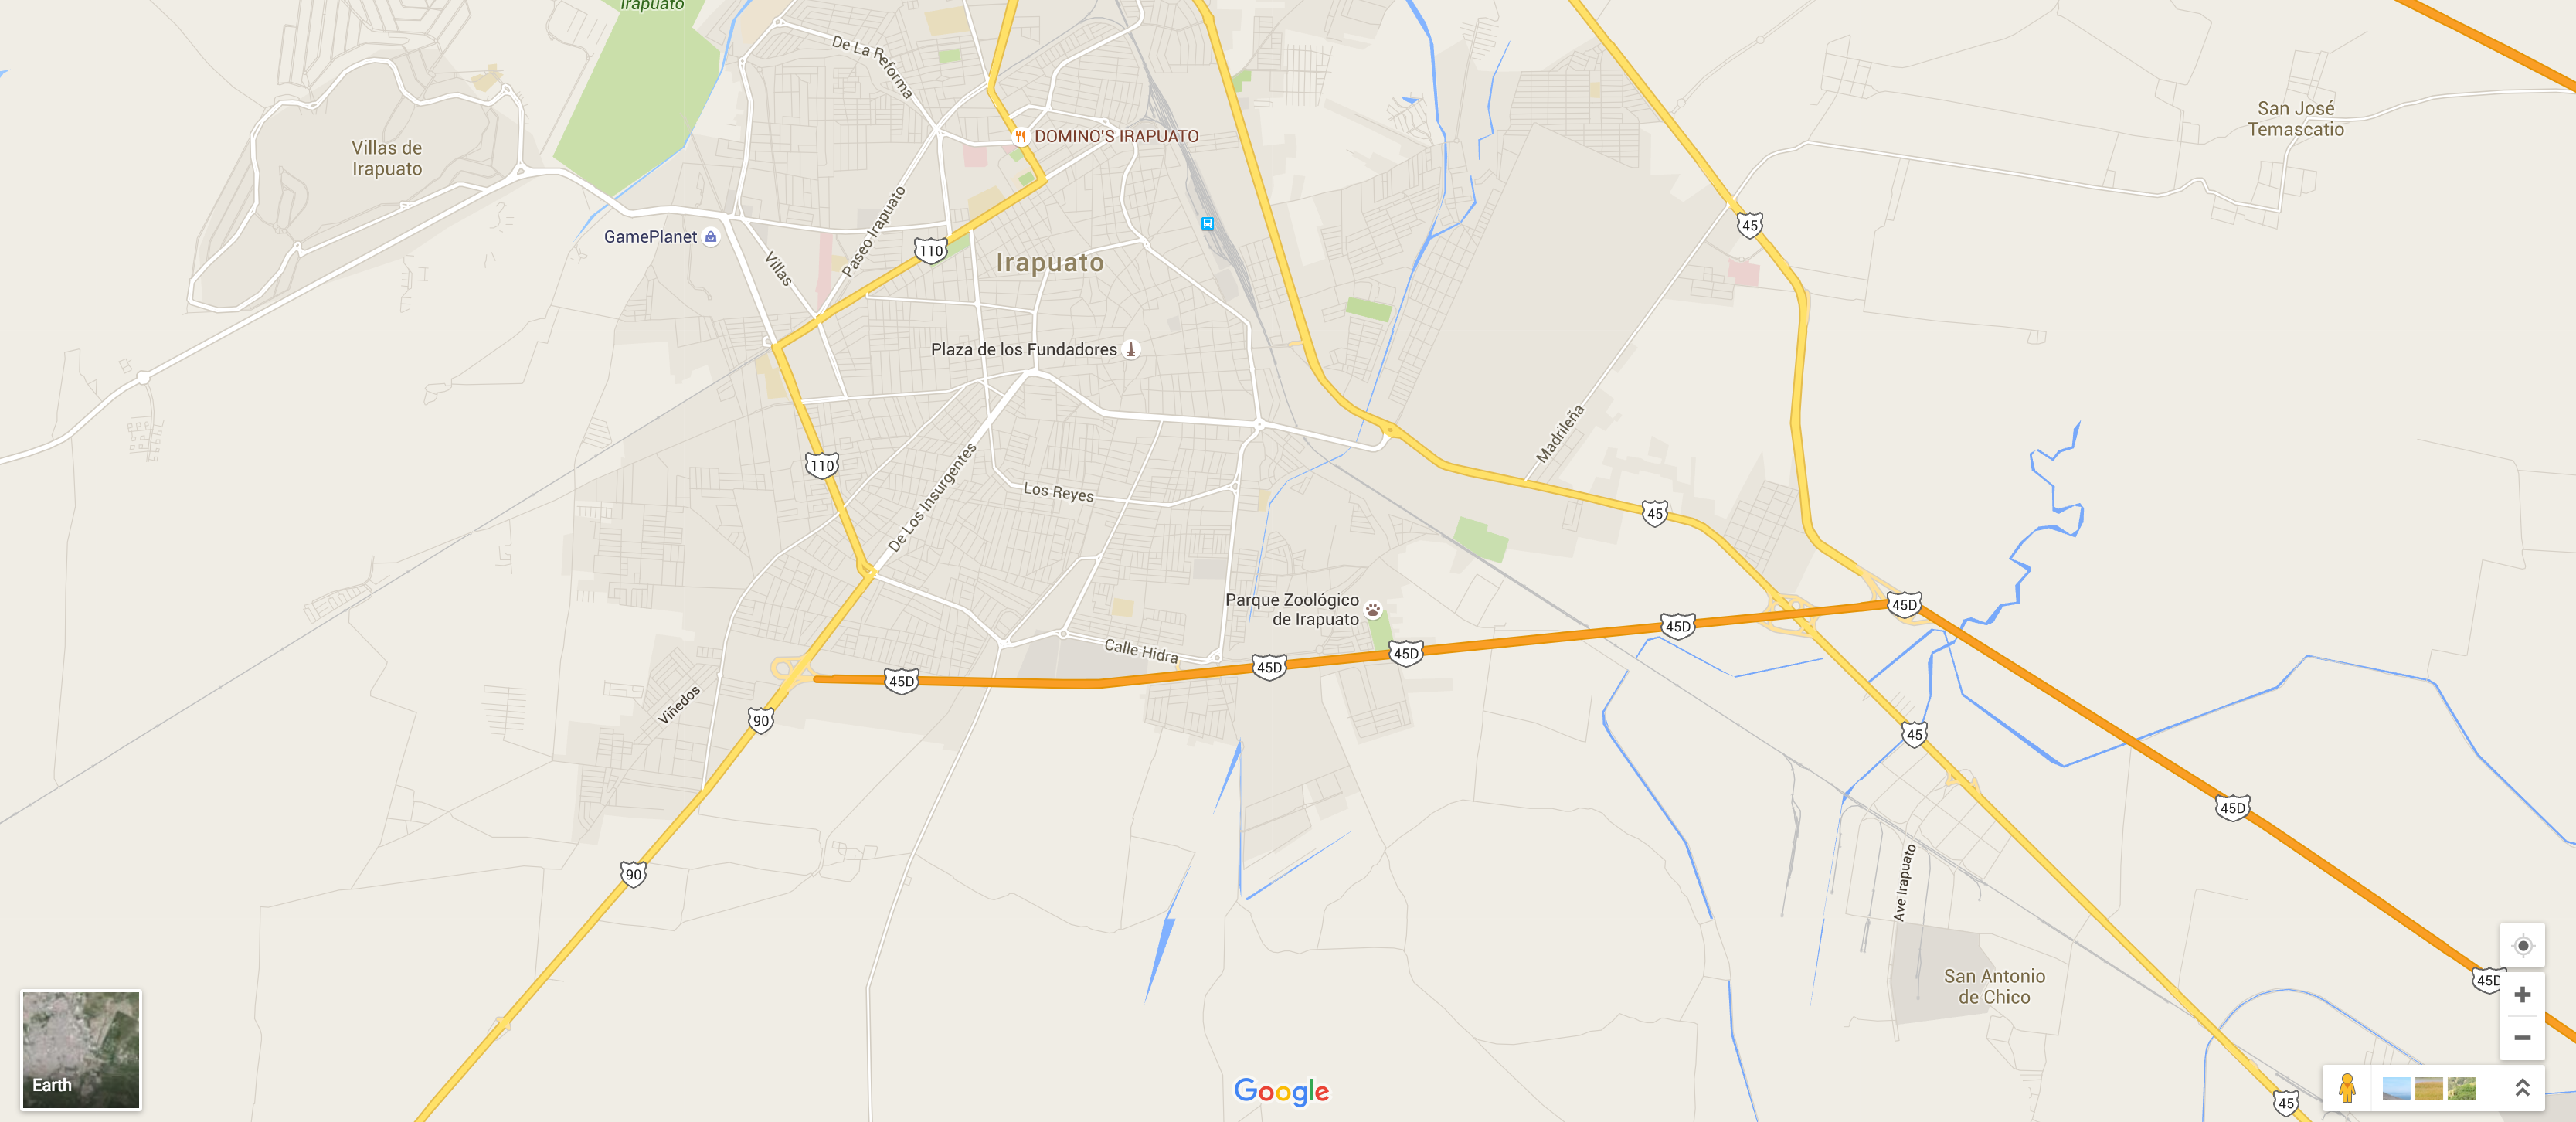 Irapuato
De La Reforma
DOMINO'S IRAPUATO
San José
Temascatio
Villas de
Irapuato
Paseo Irapuato
45
GamePlanet
110
Villas
Irapuato
Plaza de los Fundadores
Madrileña
110
De Los Insurgentes
Los Reyes
45
Parque Zoológico
de Irapuato
45D
45D
Calle Hidra
45D
45D
45D
Viñedos
90
45
45D
90
Ave Irapuato
San Antonio
de Chico
45D
Earth
Google
45